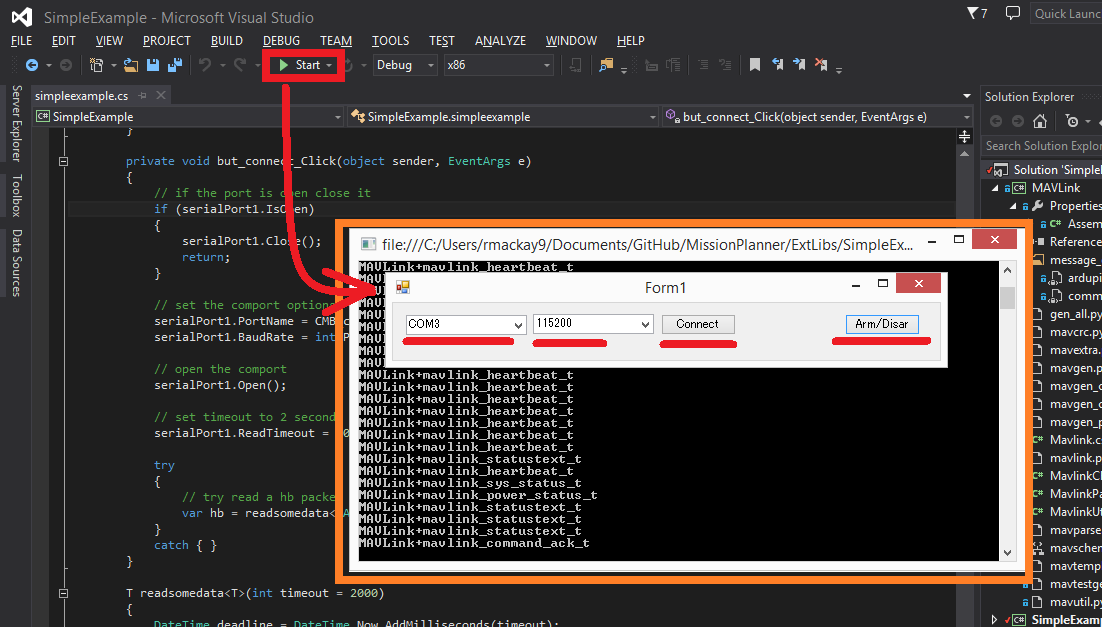 SimpleExample - Microsoft Visual Studio
7
Quick Launc
FILE EDIT VIEW PROJECT BUILD DEBUG TEAM TOOLS TEST ANALYZE WINDOW HELP
Start Debug x86
Server Explorer
Toolbox
Data Sources
simpleexample.cs
SimpleExample
SimpleExample.simpleexample
but_connect_Click(object sender, EventArgs e)
}
private void but_connect_Click(object sender, EventArgs e)
{
// if the port is open close it
if (serialPort1.IsOpen)
{
serialPort1.Close();
return;
}
// set the comport options
serialPort1.PortName = CMB
serialPort1.BaudRate = int
// open the comport
serialPort1.Open();
// set timeout to 2 second
serialPort1.ReadTimeout =
try
{
// try read a hb packe
var hb = readsomedata<
}
catch { }
}
T readsomedata<T>(int timeout = 2000)
{
DateTime deadline = DateTime.Now.AddMilliseconds(timeout);
file:///C:/Users/rmackay9/Documents/GitHub/MissionPlanner/ExtLibs/SimpleEx...
MAVLink+mavlink_heartbeat_t
Form1
COM3
115200
Connect
Arm/Disar
MAVLink+mavlink_heartbeat_t
MAVLink+mavlink_heartbeat_t
MAVLink+mavlink_heartbeat_t
MAVLink+mavlink_heartbeat_t
MAVLink+mavlink_heartbeat_t
MAVLink+mavlink_heartbeat_t
MAVLink+mavlink_heartbeat_t
MAVLink+mavlink_statustext_t
MAVLink+mavlink_heartbeat_t
MAVLink+mavlink_sys_status_t
MAVLink+mavlink_power_status_t
MAVLink+mavlink_statustext_t
MAVLink+mavlink_statustext_t
MAVLink+mavlink_statustext_t
MAVLink+mavlink_command_ack_t
Solution Explorer
Search Solution Explor
Solution 'Simpl
MAVLink
Properties
Assem
Reference
message_
ardupi
comm
gen_all.py
mavcrc.py
mavextra.
mavgen.p
mavgen_c
mavgen_c
mavgen_p
Mavlink.c
mavlink.p
MavlinkCI
MavlinkPa
MavlinkUt
mavparse
mavschen
mavtemp
mavtestge
mavutil.py
SimpleExamp